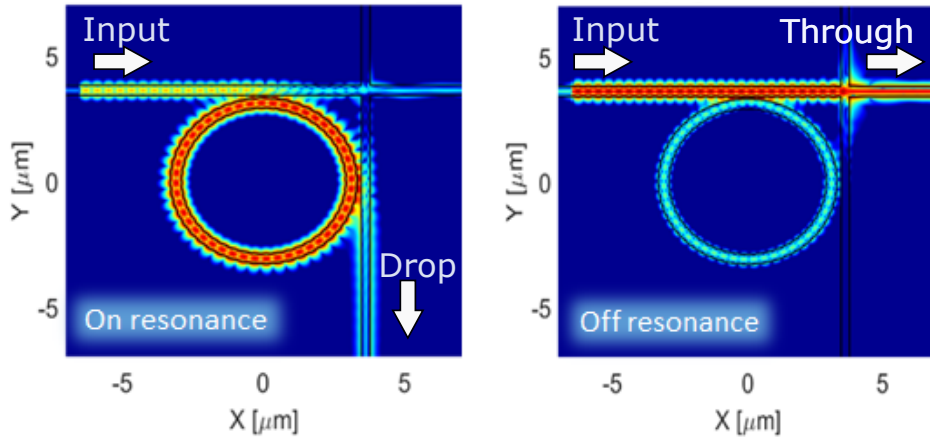 Input
5
0
-5
Y [μm]
Drop
On resonance
-5 0 5
X [μm]
Input
Through
5
0
-5
Y [μm]
Off resonance
-5 0 5
X [μm]